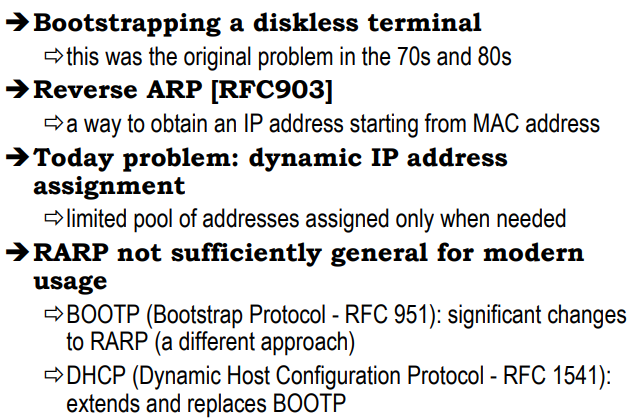 ➔Bootstrapping a diskless terminal
⇨this was the original problem in the 70s and 80s
➔Reverse ARP [RFC903]
⇨a way to obtain an IP address starting from MAC address
➔Today problem: dynamic IP address
assignment
⇨limited pool of addresses assigned only when needed
➔RARP not sufficiently general for modern
usage
⇨BOOTP (Bootstrap Protocol - RFC 951): significant changes
to RARP (a different approach)
⇨DHCP (Dynamic Host Configuration Protocol - RFC 1541):
extends and replaces BOOTP